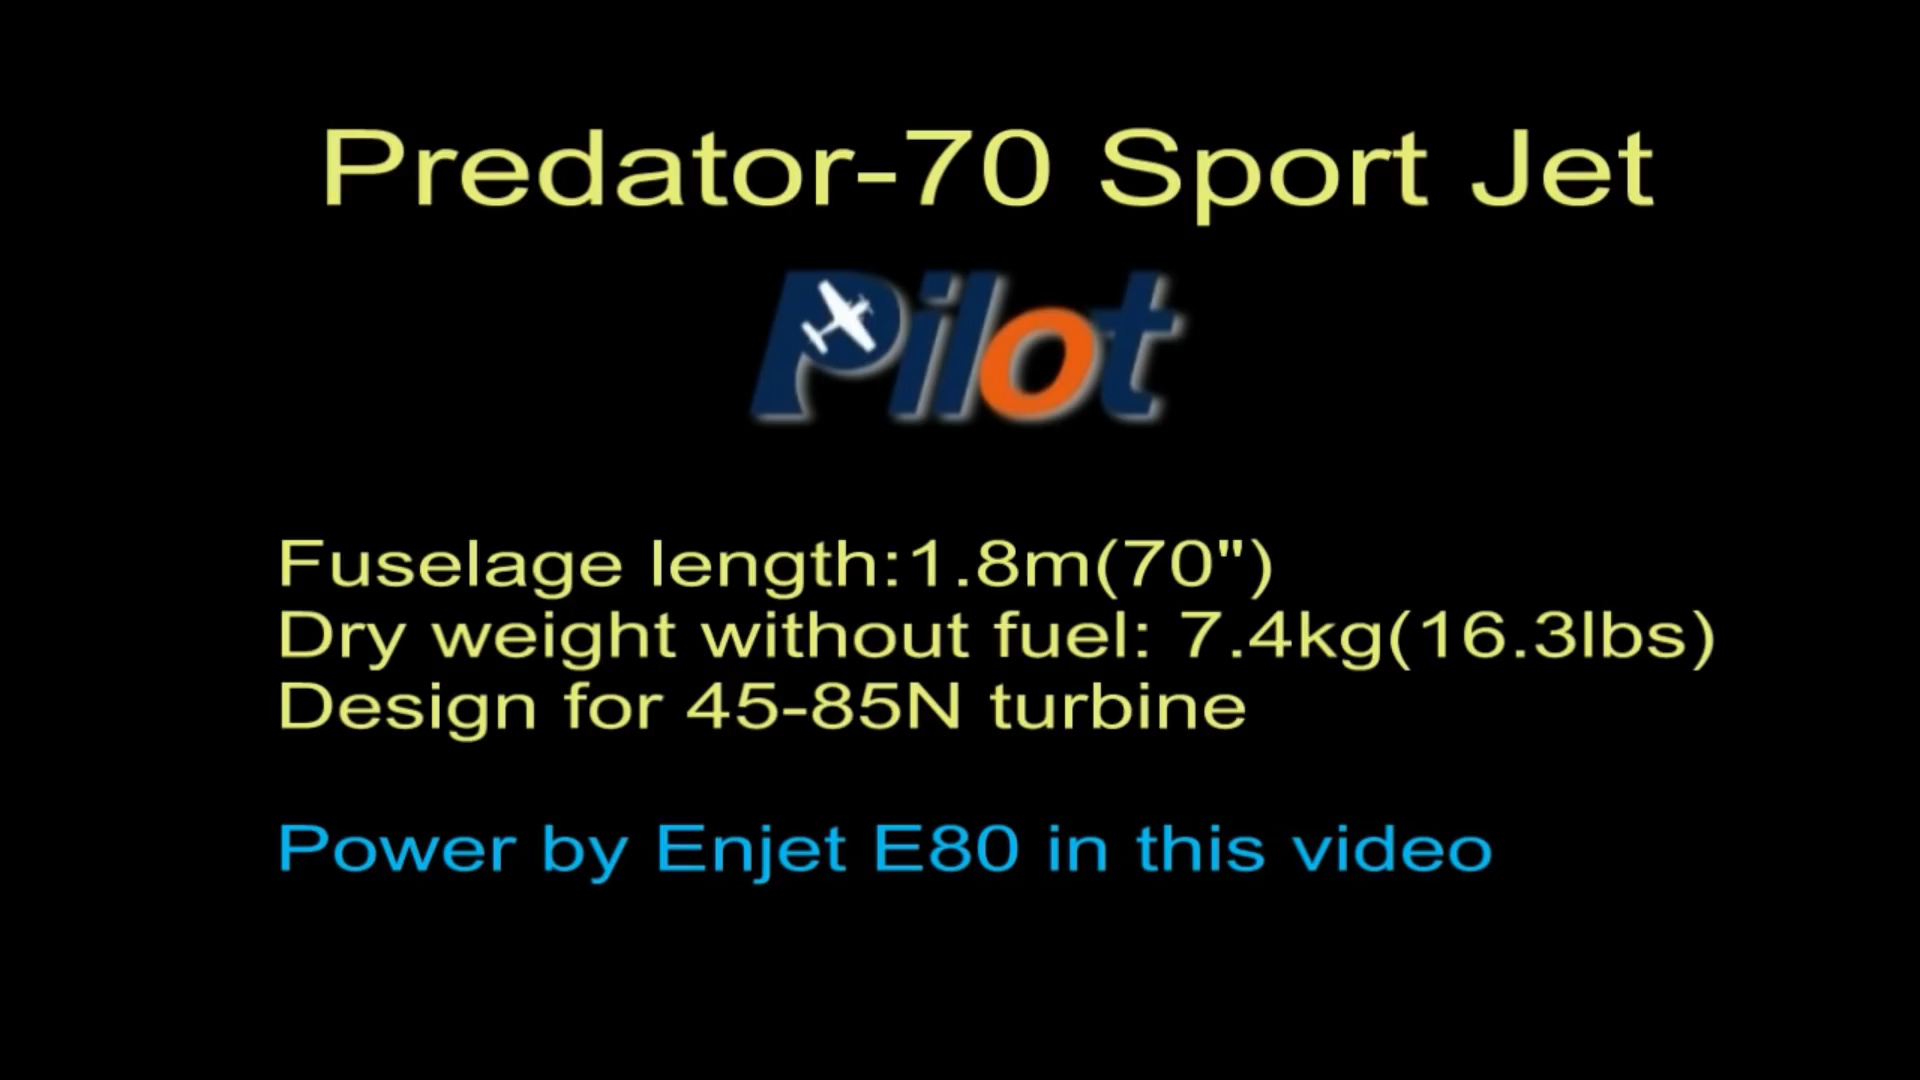 Predator-70 Sport Jet
Pilot
Fuselage length:1.8m(70")
Dry weight without fuel: 7.4kg(16.3lbs)
Design for 45-85N turbine
Power by Enjet E80 in this video